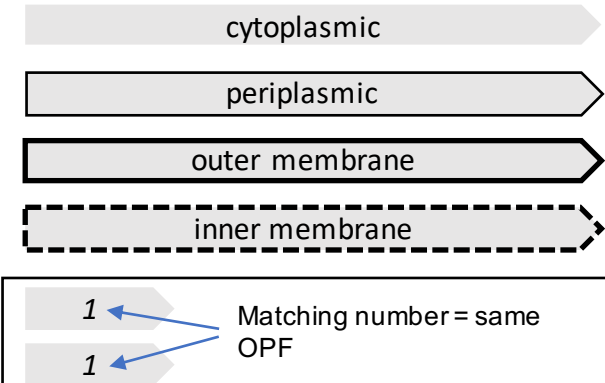 cytoplasmic
periplasmic
outer membrane
inner membrane
1
Matching number = same
OPF
1